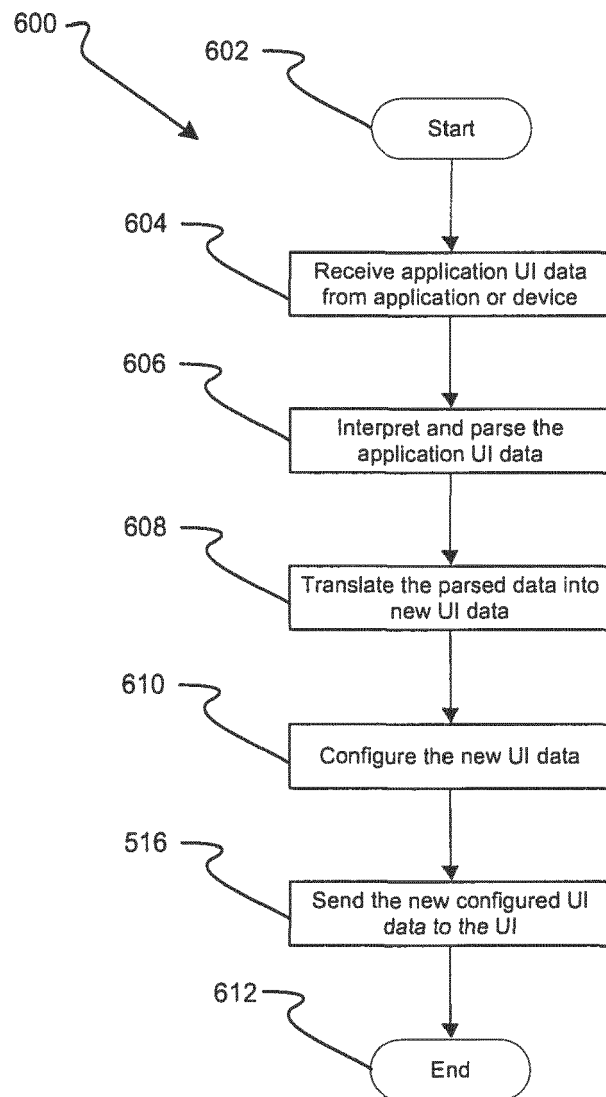 600
602
Start
604
Receive application UI data
from application or device
606
Interpret and parse the
application UI data
608
Translate the parsed data into
new UI data
610
Configure the new UI data
516
Send the new configured UI
data to the UI
612
End